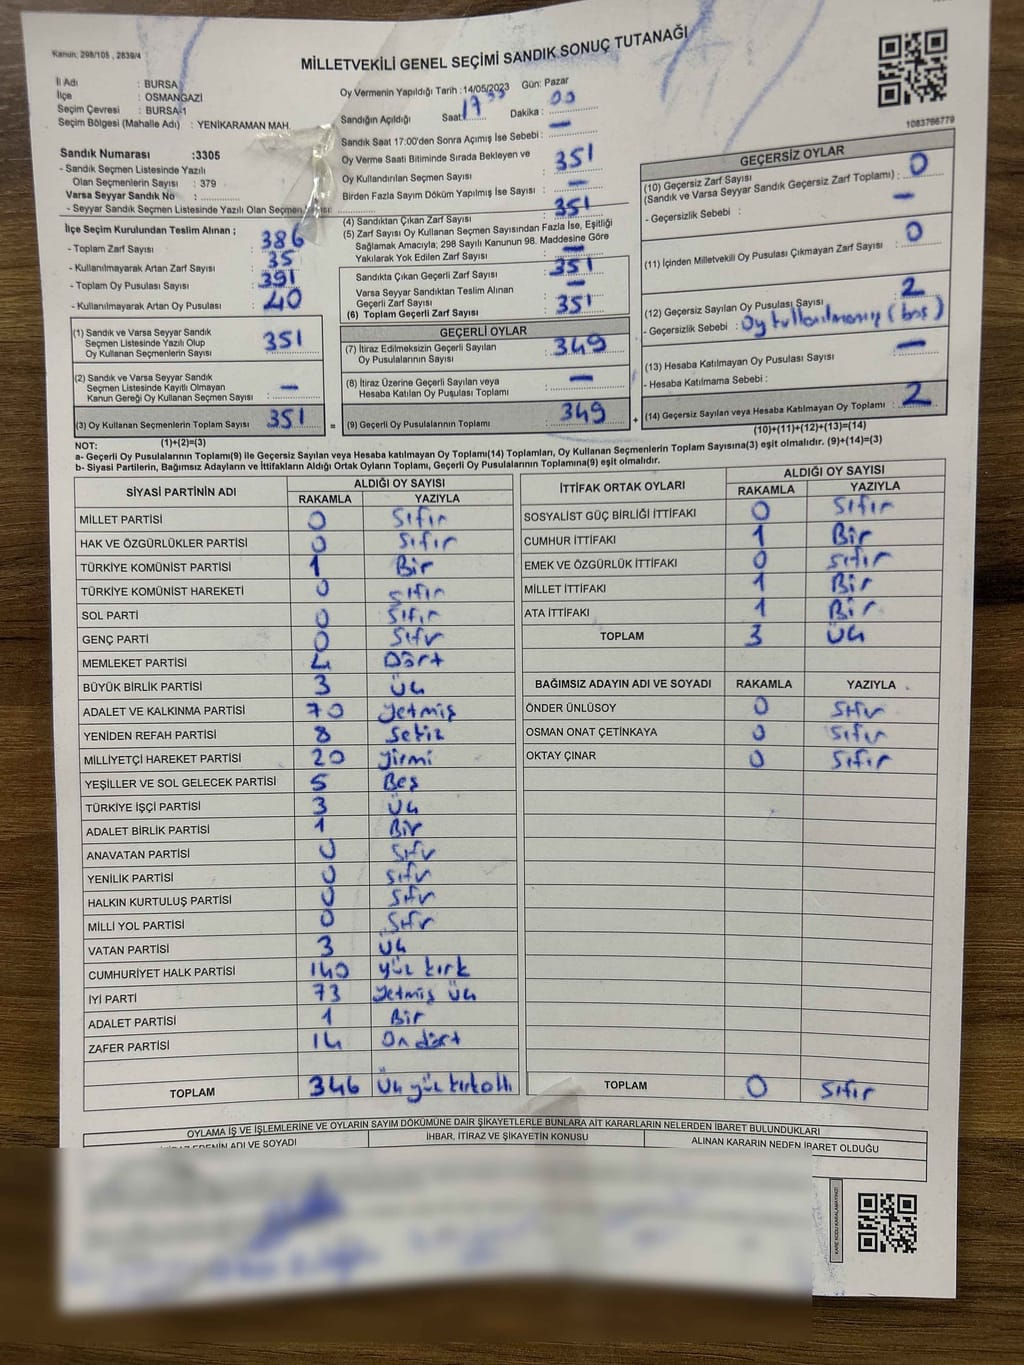 Kanun: 298/105 , 2839/4
MİLLETVEKİLİ GENEL SEÇİMİ SANDIK SONUÇ TUTANAĞI
1083766779
İl Adı : BURSA
İlçe : OSMANGAZİ
Seçim Çevresi : BURSA-1
Seçim Bölgesi (Mahalle Adı) : YENİKARAMAN MAH.
Sandık Numarası :3305
- Sandık Seçmen Listesinde Yazılı
Olan Seçmenlerin Sayısı : 379
Varsa Seyyar Sandık No :
- Seyyar Sandık Seçmen Listesinde Yazılı Olan Seçmen
İlçe Seçim Kurulundan Teslim Alınan ;
- Toplam Zarf Sayısı : 386
- Kullanılmayarak Artan Zarf Sayısı : 35
- Toplam Oy Pusulası Sayısı : 391
- Kullanılmayarak Artan Oy Pusulası : 40
(1) Sandık ve Varsa Seyyar Sandık
Seçmen Listesinde Yazılı Olup
Oy Kullanan Seçmenlerin Sayısı : 351
(2) Sandık ve Varsa Seyyar Sandık
Seçmen Listesinde Kayıtlı Olmayan
Kanun Gereği Oy Kullanan Seçmen Sayısı : -
(3) Oy Kullanan Seçmenlerin Toplam Sayısı : 351
(1)+(2)=(3)
Oy Vermenin Yapıldığı Tarih :14/05/2023 Gün: Pazar
Sandığın Açıldığı Saat: 17 Dakika : 00
Sandık Saat 17:00'den Sonra Açımış İse Sebebi : -
Oy Verme Saati Bitiminde Sırada Bekleyen ve
Oy Kullandırılan Seçmen Sayısı : 351
Birden Fazla Sayım Döküm Yapılmış İse Sayısı : -
(4) Sandıktan Çıkan Zarf Sayısı : 351
(5) Zarf Sayısı Oy Kullanan Seçmen Sayısından Fazla İse, Eşitliği
Sağlamak Amacıyla; 298 Sayılı Kanunun 98. Maddesine Göre
Yakılarak Yok Edilen Zarf Sayısı : -
Sandıkta Çıkan Geçerli Zarf Sayısı : 351
Varsa Seyyar Sandıktan Teslim Alınan
Geçerli Zarf Sayısı : -
(6) Toplam Geçerli Zarf Sayısı : 351
GEÇERLİ OYLAR
(7) İtiraz Edilmeksizin Geçerli Sayılan
Oy Pusulalarının Sayısı : 349
(8) İtiraz Üzerine Geçerli Sayılan veya
Hesaba Katılan Oy Pusulası Toplamı : -
= (9) Geçerli Oy Pusulalarının Toplamı : 349 +
GEÇERSİZ OYLAR
(10) Geçersiz Zarf Sayısı
(Sandık ve Varsa Seyyar Sandık Geçersiz Zarf Toplamı) : 0
- Geçersizlik Sebebi : -
(11) İçinden Milletvekili Oy Pusulası Çıkmayan Zarf Sayısı : 0
(12) Geçersiz Sayılan Oy Pusulası Sayısı : 2
- Geçersizlik Sebebi : Oy kullanılmamış (boş)
(13) Hesaba Katılmayan Oy Pusulası Sayısı : -
- Hesaba Katılmama Sebebi :
(14) Geçersiz Sayılan veya Hesaba Katılmayan Oy Toplamı : 2
(10)+(11)+(12)+(13)=(14)
NOT:
a- Geçerli Oy Pusulalarının Toplamı(9) ile Geçersiz Sayılan veya Hesaba katılmayan Oy Toplamı(14) Toplamları, Oy Kullanan Seçmenlerin Toplam Sayısına(3) eşit olmalıdır. (9)+(14)=(3)
b- Siyasi Partilerin, Bağımsız Adayların ve İttifakların Aldığı Ortak Oyların Toplamı, Geçerli Oy Pusulalarının Toplamına(9) eşit olmalıdır.
SİYASİ PARTİNİN ADI ALDIĞI OY SAYISI
RAKAMLA YAZIYLA
MİLLET PARTİSİ 0 Sıfır
HAK VE ÖZGÜRLÜKLER PARTİSİ 0 Sıfır
TÜRKİYE KOMÜNİST PARTİSİ 1 Bir
TÜRKİYE KOMÜNİST HAREKETİ 0 Sıfır
SOL PARTİ 0 Sıfır
GENÇ PARTİ 0 Sıfır
MEMLEKET PARTİSİ 4 Dört
BÜYÜK BİRLİK PARTİSİ 3 Üç
ADALET VE KALKINMA PARTİSİ 70 Yetmiş
YENİDEN REFAH PARTİSİ 8 Sekiz
MİLLİYETÇİ HAREKET PARTİSİ 20 Yirmi
YEŞİLLER VE SOL GELECEK PARTİSİ 5 Beş
TÜRKİYE İŞÇİ PARTİSİ 3 Üç
ADALET BİRLİK PARTİSİ 1 Bir
ANAVATAN PARTİSİ 0 Sıfır
YENİLİK PARTİSİ 0 Sıfır
HALKIN KURTULUŞ PARTİSİ 0 Sıfır
MİLLİ YOL PARTİSİ 0 Sıfır
VATAN PARTİSİ 3 Üç
CUMHURİYET HALK PARTİSİ 140 Yüz kırk
İYİ PARTİ 73 Yetmiş Üç
ADALET PARTİSİ 1 Bir
ZAFER PARTİSİ 14 On dört
TOPLAM 346 Üç yüz kırkaltı
İTTİFAK ORTAK OYLARI ALDIĞI OY SAYISI
RAKAMLA YAZIYLA
SOSYALİST GÜÇ BİRLİĞİ İTTİFAKI 0 Sıfır
CUMHUR İTTİFAKI 1 Bir
EMEK VE ÖZGÜRLÜK İTTİFAKI 0 Sıfır
MİLLET İTTİFAKI 1 Bir
ATA İTTİFAKI 1 Bir
TOPLAM 3 Üç
BAĞIMSIZ ADAYIN ADI VE SOYADI RAKAMLA YAZIYLA
ÖNDER ÜNLÜSOY 0 Sıfır
OSMAN ONAT ÇETİNKAYA 0 Sıfır
OKTAY ÇINAR 0 Sıfır
TOPLAM 0 Sıfır
OYLAMA İŞ VE İŞLEMLERİNE VE OYLARIN SAYIM DÖKÜMÜNE DAİR ŞİKAYETLERLE BUNLARA AİT KARARLARIN NELERDEN İBARET BULUNDUKLARI
ADI VE SOYADI İHBAR, İTİRAZ VE ŞİKAYETİN KONUSU ALINAN KARARIN NEDEN İBARET OLDUĞU
KARE KODU KARALAMAYINIZ!